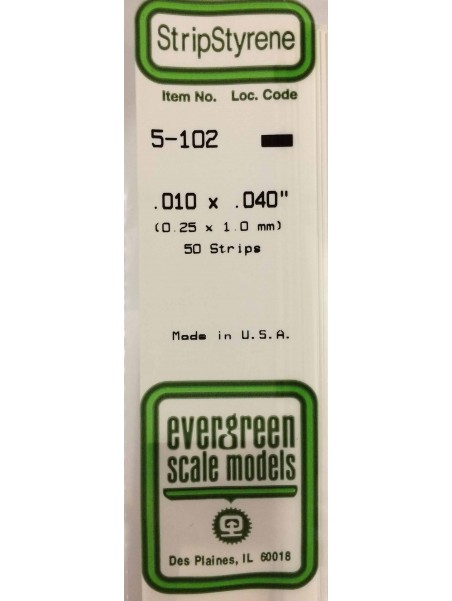 StripStyrene
Item No. Loc. Code
5-102
.010 x .040"
(0.25 x 1.0 mm)
50 Strips
Made in U.S.A.
evergreen
scale models
Des Plaines, IL 60018